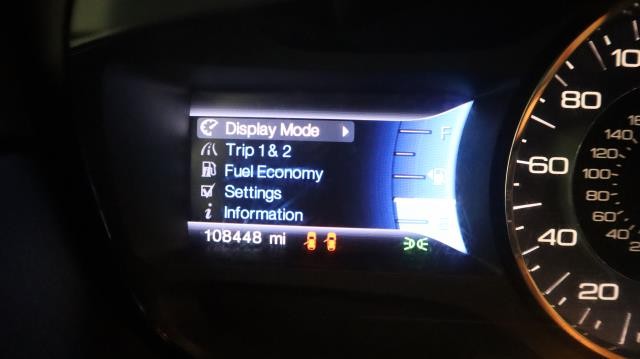 Display Mode
Trip 1 & 2
Fuel Economy
Settings
i Information
108448 mi
F
E
100
80
60
40
20
140
120
100
80
60
40